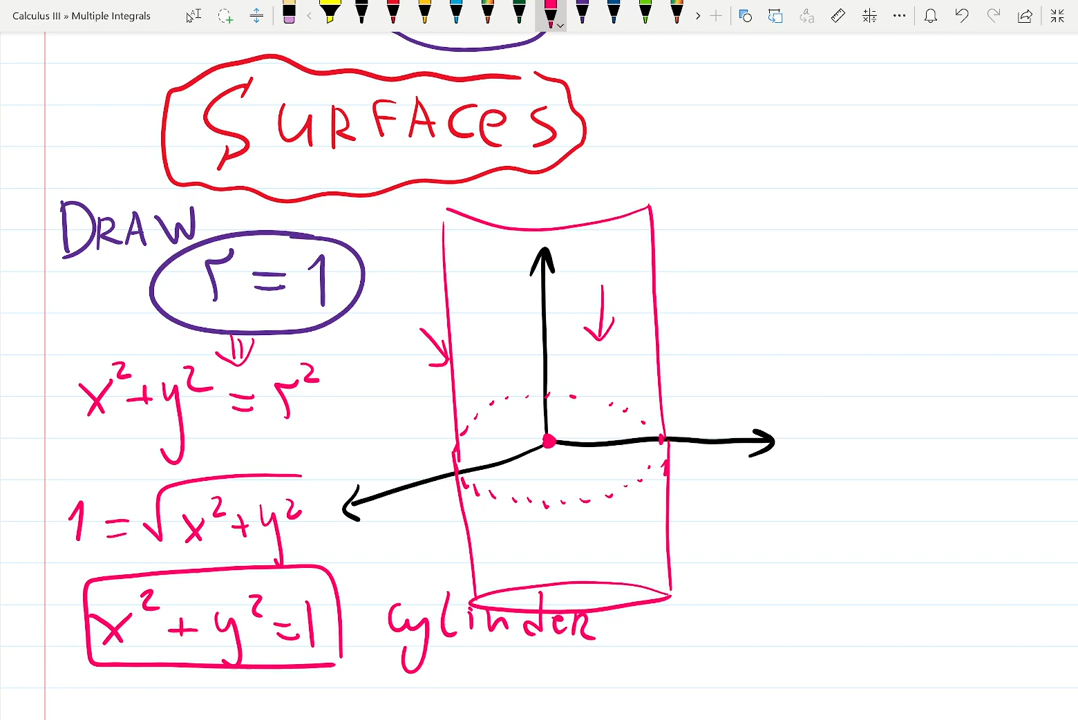 Calculus III » Multiple Integrals
SURFACES
DRAW
r = 1
x² + y² = r²
1 = √x² + y²
x² + y² = 1
cylinder